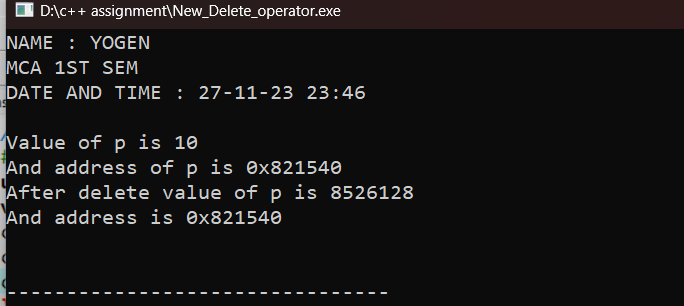 D:\c++ assignment\New_Delete_operator.exe
NAME : YOGEN
MCA 1ST SEM
DATE AND TIME : 27-11-23 23:46
Value of p is 10
And address of p is 0x821540
After delete value of p is 8526128
And address is 0x821540
--------------------------------